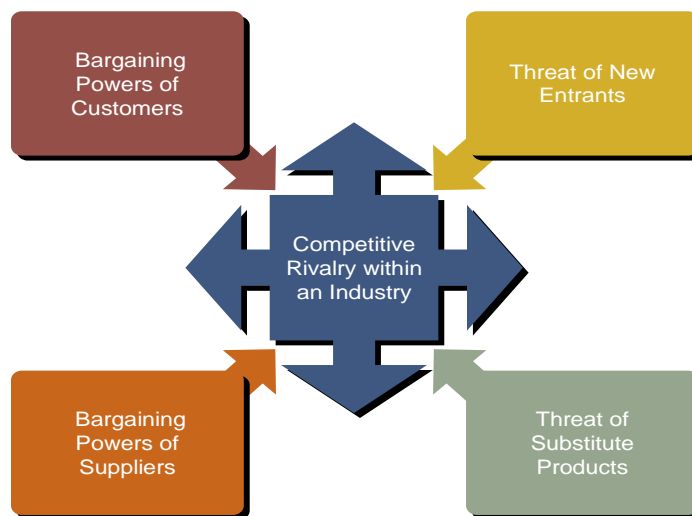 Bargaining
Powers of
Customers
Threat of New
Entrants
Competitive
Rivalry within
an Industry
Bargaining
Powers of
Suppliers
Threat of
Substitute
Products